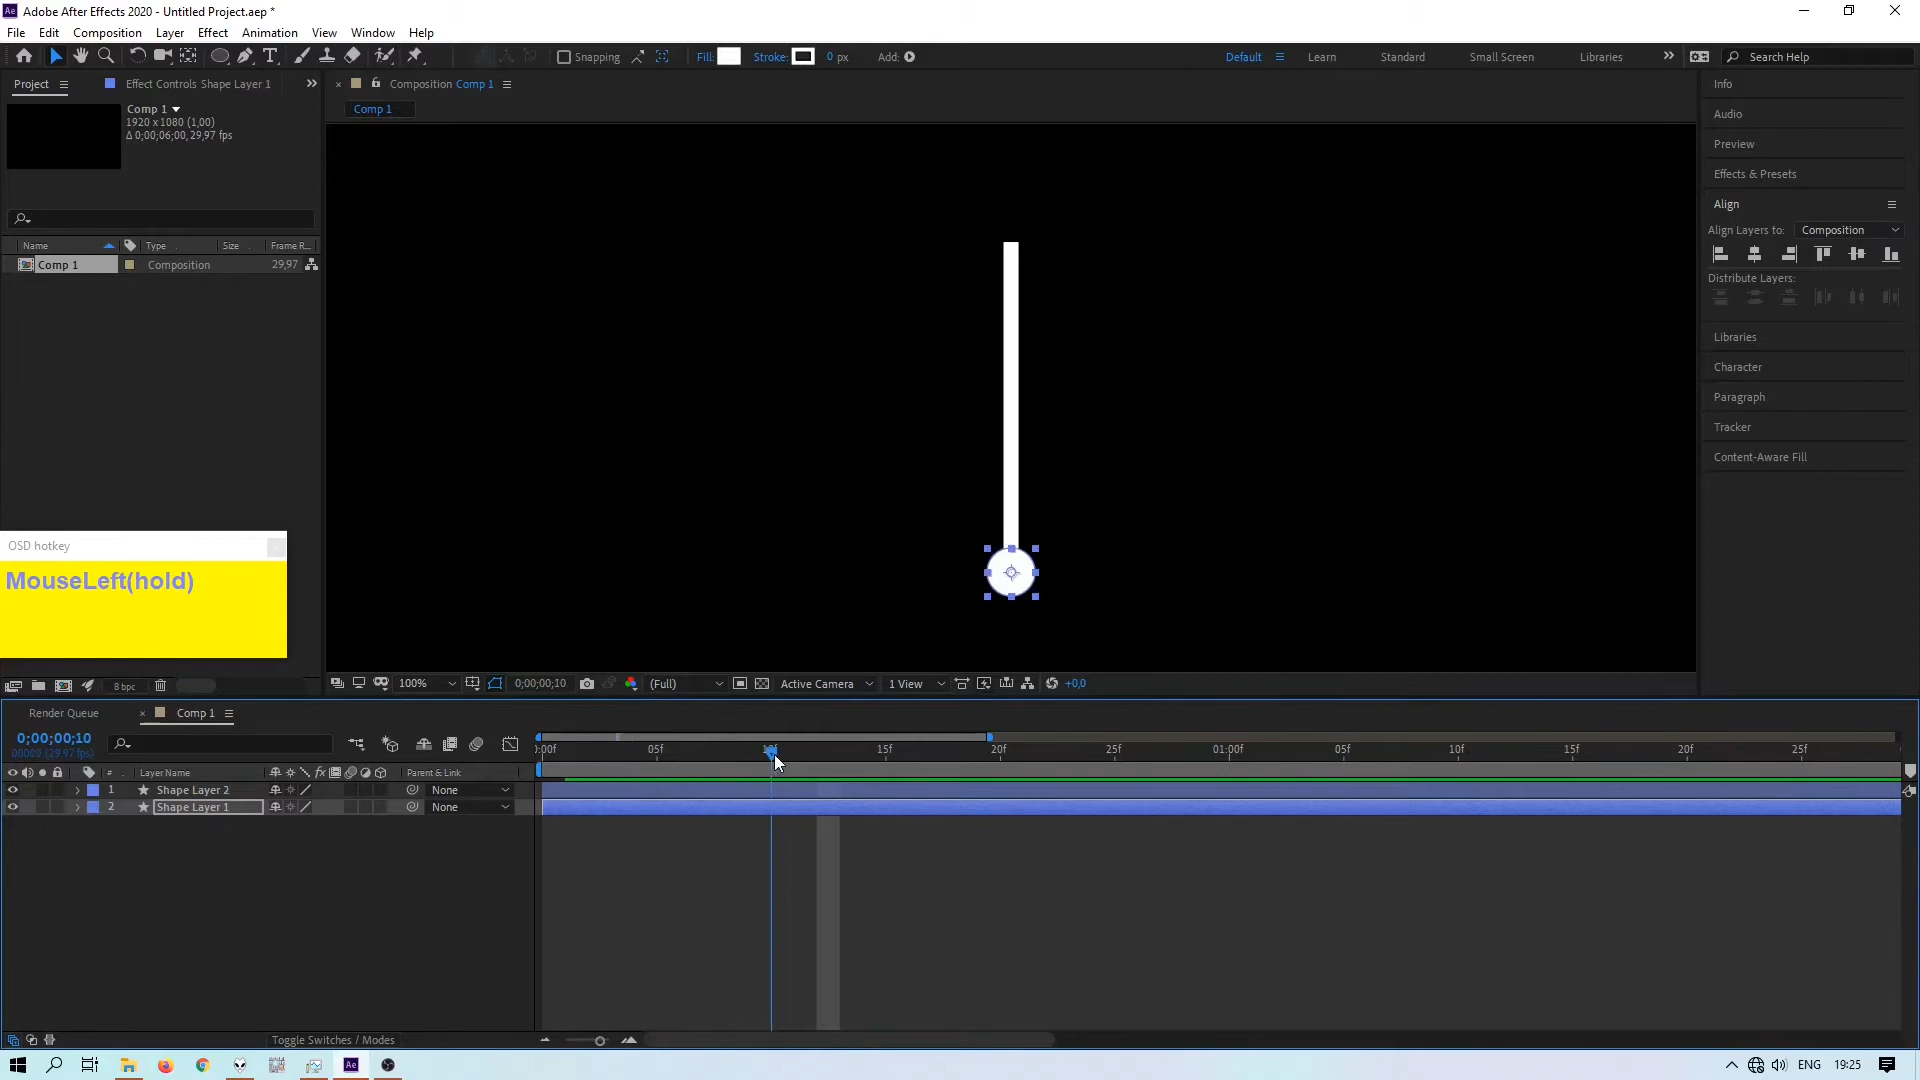 Adobe After Effects 2020 - Untitled Project.aep *
File Edit Composition Layer Effect Animation View Window Help
Snapping Fill: Stroke: 0 px Add: Default Learn Standard Small Screen Libraries Search Help
Project Effect Controls Shape Layer 1
Composition Comp 1
Comp 1
1920 x 1080 (1,00)
Δ 0;00;06;00, 29,97 fps
Comp 1
Name Type Size Frame R...
Comp 1 Composition 29,97
Info
Audio
Preview
Effects & Presets
Align
Align Layers to: Composition
Distribute Layers:
Libraries
Character
Paragraph
Tracker
Content-Aware Fill
OSD hotkey
MouseLeft(hold)
8 bpc
100% 0;00;00;10 (Full) Active Camera 1 View +0,0
Render Queue Comp 1
0;00;00;10
00009 (29.97 fps)
:00f 05f 10f 15f 20f 25f 01:00f 05f 10f 15f 20f 25f
# Layer Name fx Parent & Link
1 Shape Layer 2 None
2 Shape Layer 1 None
Toggle Switches / Modes
Ae ENG 19:25